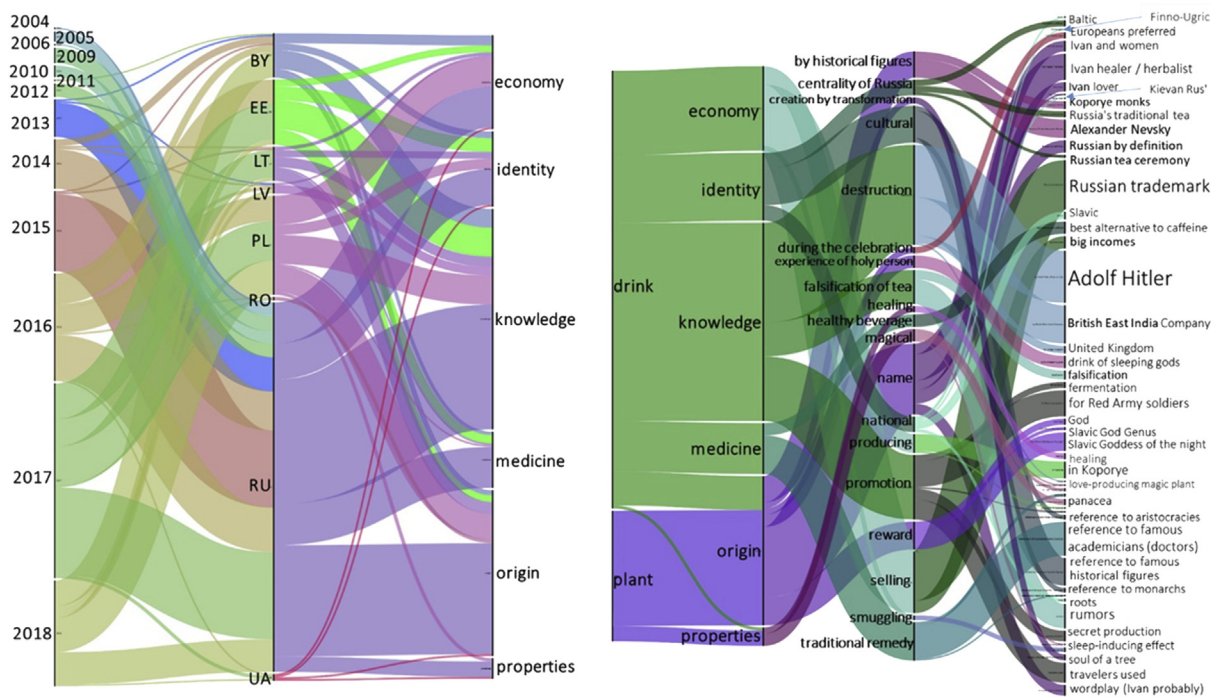 2004
2005
2006
2009
2010
2011
2012
2013
2014
2015
2016
2017
2018
BY
EE
LT
LV
PL
RO
RU
UA
economy
identity
knowledge
medicine
origin
properties
drink
plant
economy
identity
knowledge
medicine
origin
properties
by historical figures
centrality of Russia
creation by transformation
cultural
destruction
during the celebration
experience of holy person
falsification of tea
healing
healthy beverage
magical
name
national
producing
promotion
reward
selling
smuggling
traditional remedy
Baltic
Finno-Ugric
Europeans preferred
Ivan and women
Ivan healer / herbalist
Ivan lover
Kievan Rus'
Koporye monks
Russia's traditional tea
Alexander Nevsky
Russian by definition
Russian tea ceremony
Russian trademark
Slavic
best alternative to caffeine
big incomes
Adolf Hitler
British East India Company
United Kingdom
drink of sleeping gods
falsification
fermentation
for Red Army soldiers
God
Slavic God Genus
Slavic Goddess of the night
healing
in Koporye
love-producing magic plant
panacea
reference to aristocracies
reference to famous
academicians (doctors)
reference to famous
historical figures
reference to monarchs
roots
rumors
secret production
sleep-inducing effect
soul of a tree
travelers used
wordplay (Ivan probably)